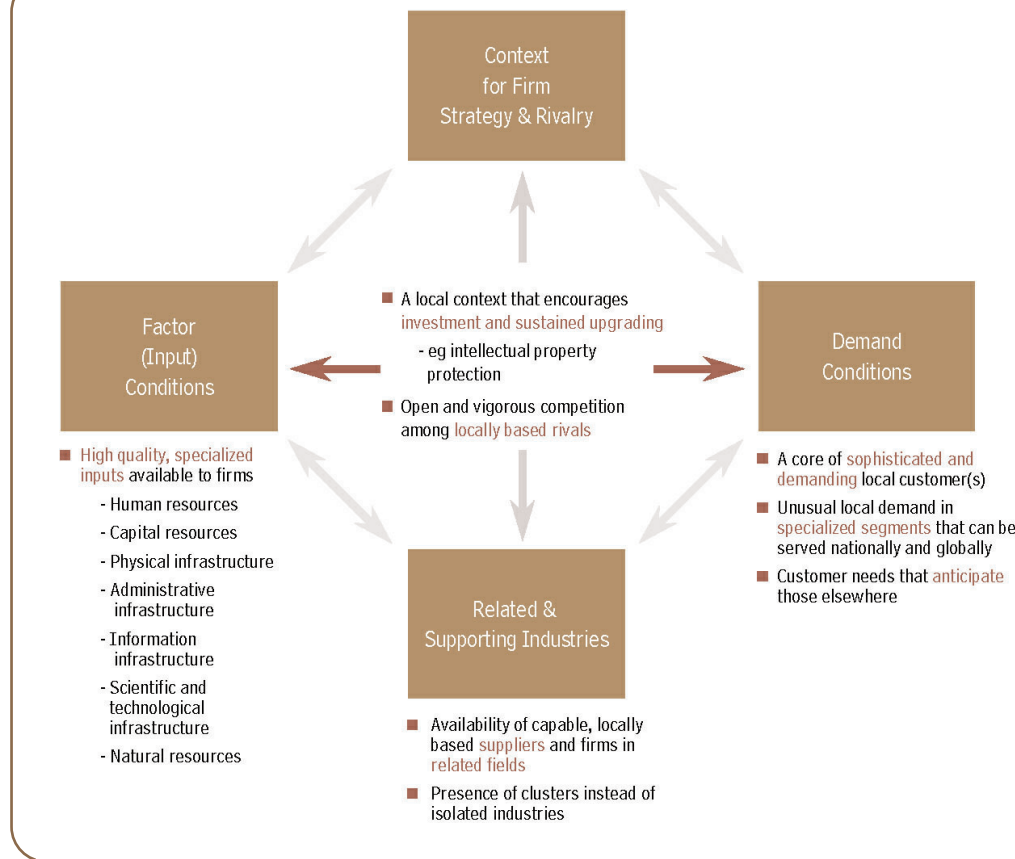 Context
for Firm
Strategy & Rivalry
Factor
(Input)
Conditions
■ A local context that encourages
investment and sustained upgrading
- eg intellectual property
protection
■ Open and vigorous competition
among locally based rivals
Demand
Conditions
■ High quality, specialized
inputs available to firms
- Human resources
- Capital resources
- Physical infrastructure
- Administrative
infrastructure
- Information
infrastructure
- Scientific and
technological
infrastructure
- Natural resources
■ A core of sophisticated and
demanding local customer(s)
■ Unusual local demand in
specialized segments that can be
served nationally and globally
■ Customer needs that anticipate
those elsewhere
Related &
Supporting Industries
■ Availability of capable, locally
based suppliers and firms in
related fields
■ Presence of clusters instead of
isolated industries